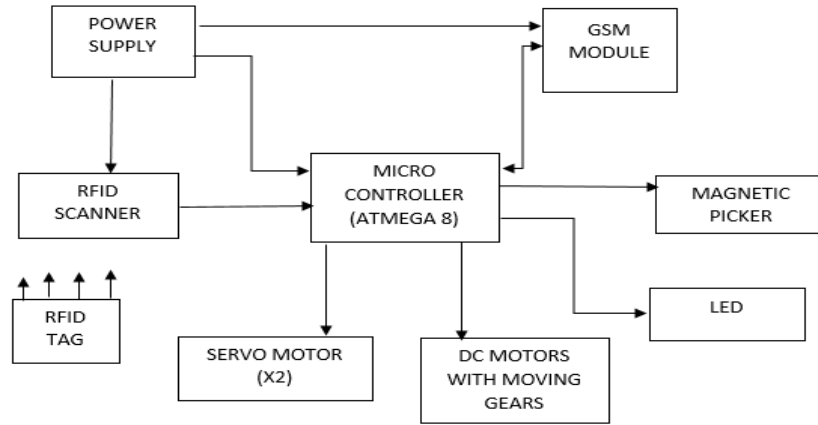 POWER
SUPPLY
GSM
MODULE
RFID
SCANNER
MICRO
CONTROLLER
(ATMEGA 8)
MAGNETIC
PICKER
RFID
TAG
LED
SERVO MOTOR
(X2)
DC MOTORS
WITH MOVING
GEARS